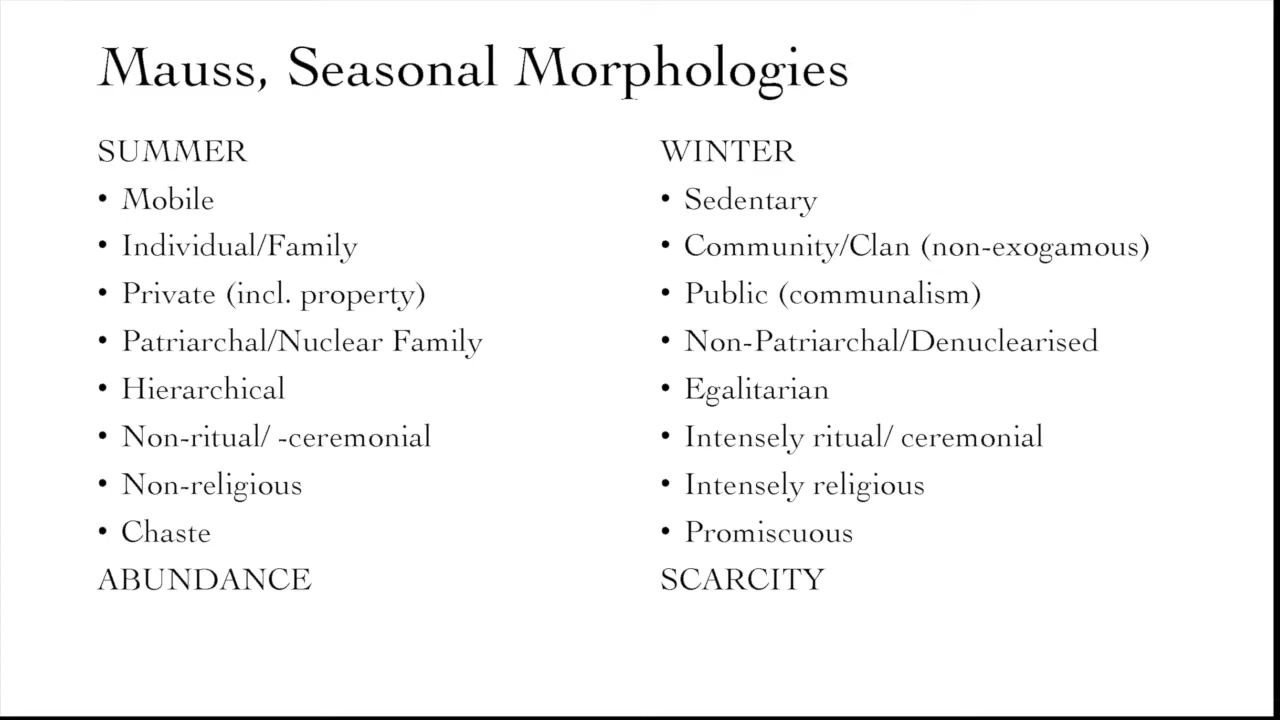 Mauss, Seasonal Morphologies
SUMMER
• Mobile
• Individual/Family
• Private (incl. property)
• Patriarchal/Nuclear Family
• Hierarchical
• Non-ritual/ -ceremonial
• Non-religious
• Chaste
ABUNDANCE
WINTER
• Sedentary
• Community/Clan (non-exogamous)
• Public (communalism)
• Non-Patriarchal/Denuclearised
• Egalitarian
• Intensely ritual/ ceremonial
• Intensely religious
• Promiscuous
SCARCITY